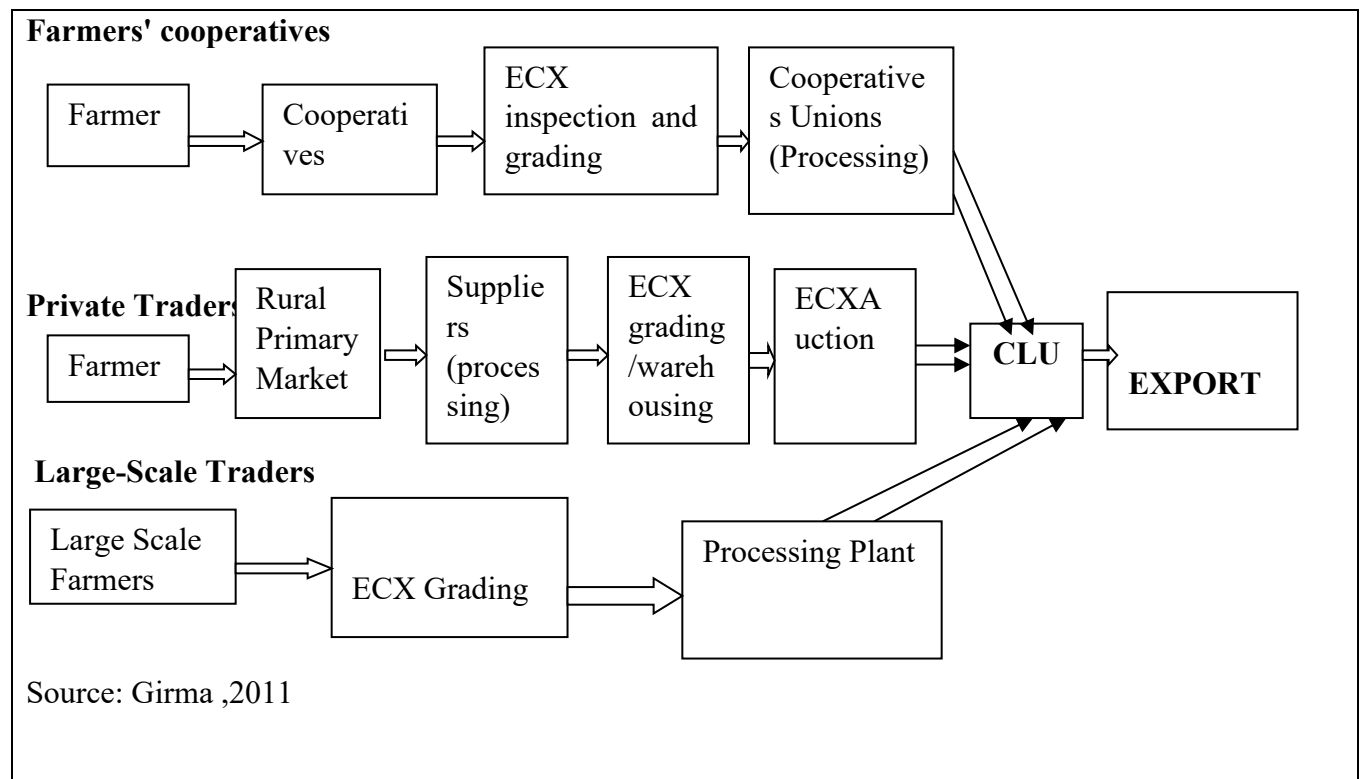 Farmers' cooperatives
Farmer
Cooperati
ves
ECX
inspection and
grading
Cooperative
s Unions
(Processing)
Private Traders
Farmer
Rural
Primary
Market
Supplie
rs
(proces
sing)
ECX
grading
/wareh
ousing
ECXA
uction
CLU
EXPORT
Large-Scale Traders
Large Scale
Farmers
ECX Grading
Processing Plant
Source: Girma ,2011